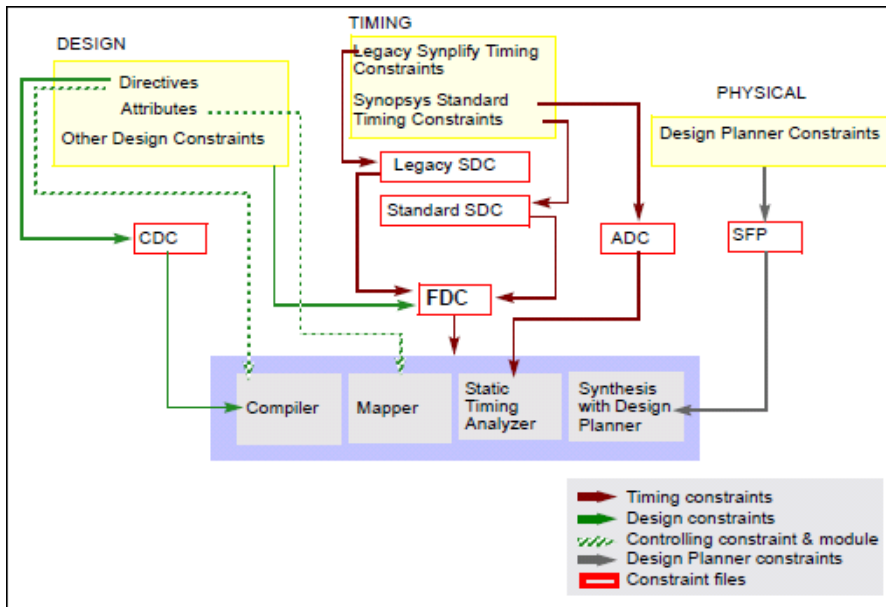 TIMING
DESIGN
Legacy Synplify Timing
Constraints
Directives
Attributes
Synopsys Standard
Timing Constraints
Other Design Constraints
PHYSICAL
Design Planner Constraints
Legacy SDC
Standard SDC
CDC
ADC
SFP
FDC
Compiler
Mapper
Static
Timing
Analyzer
Synthesis
with Design
Planner
Timing constraints
Design constraints
Controlling constraint & module
Design Planner constraints
Constraint files